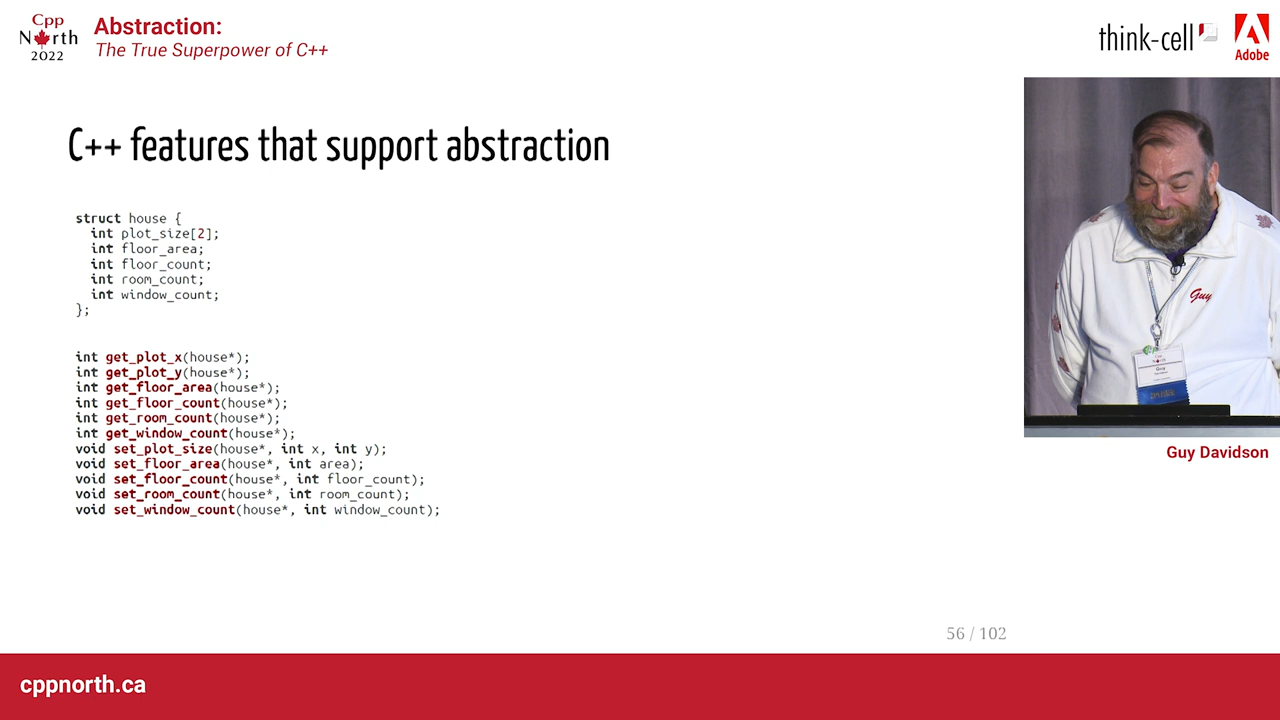 Cpp
North
2022
Abstraction:
The True Superpower of C++
think-cell
Adobe
C++ features that support abstraction
struct house {
int plot_size[2];
int floor_area;
int floor_count;
int room_count;
int window_count;
};
int get_plot_x(house*);
int get_plot_y(house*);
int get_floor_area(house*);
int get_floor_count(house*);
int get_room_count(house*);
int get_window_count(house*);
void set_plot_size(house*, int x, int y);
void set_floor_area(house*, int area);
void set_floor_count(house*, int floor_count);
void set_room_count(house*, int room_count);
void set_window_count(house*, int window_count);
Guy
Guy
Guy Davidson
56 / 102
cppnorth.ca